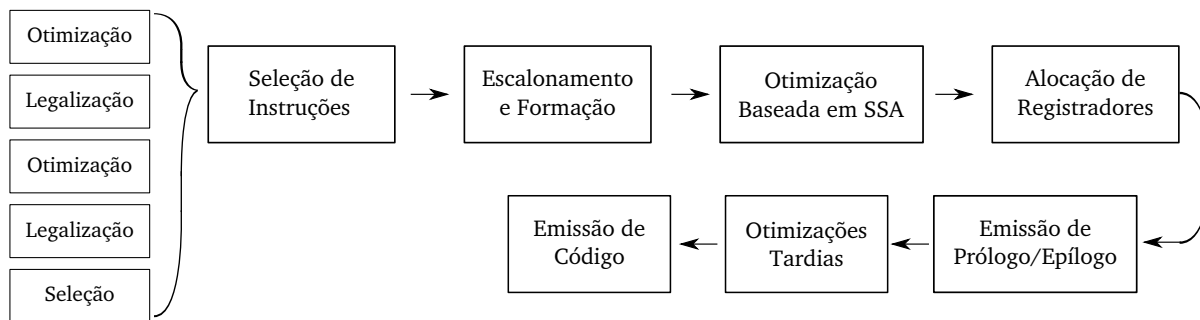 Otimização
Legalização
Otimização
Legalização
Seleção
Seleção de
Instruções
Escalonamento
e Formação
Otimização
Baseada em SSA
Alocação de
Registradores
Emissão de
Prólogo/Epílogo
Otimizações
Tardias
Emissão de
Código